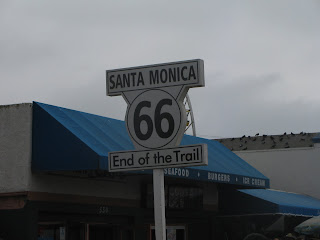 SANTA MONICA
66
End of the Trail
SEAFOOD BURGERS ICE CREAM